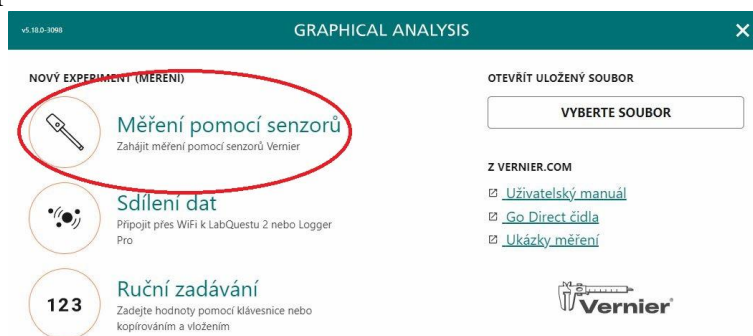 v5.18.0-3098
GRAPHICAL ANALYSIS
NOVÝ EXPERIMENT (MĚŘENÍ)
Měření pomocí senzorů
Zahájit měření pomocí senzorů Vernier
Sdílení dat
Připojit přes WiFi k LabQuestu 2 nebo Logger
Pro
123
Ruční zadávání
Zadejte hodnoty pomocí klávesnice nebo
kopírováním a vložením
OTEVŘÍT ULOŽENÝ SOUBOR
VYBERTE SOUBOR
Z VERNIER.COM
Uživatelský manuál
Go Direct čidla
Ukázky měření
Vernier